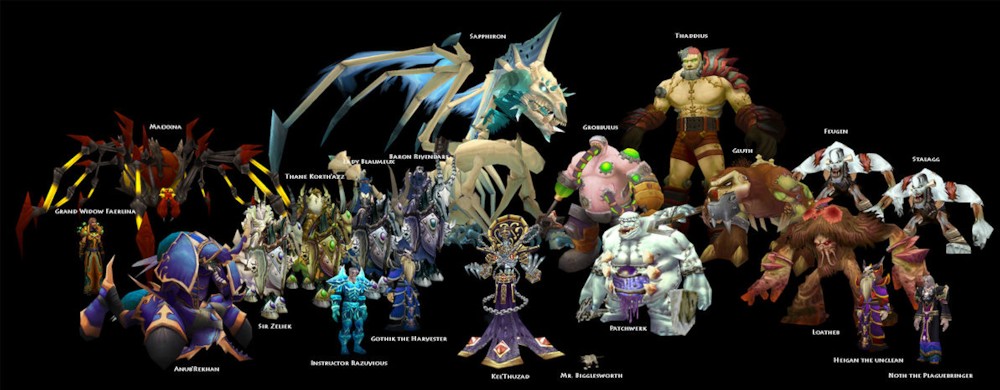 Sapphiron
Thaddius
Maexxna
Grobbulus
Feugen
Gluth
Stalagg
Baron Rivendare
Lady Blaumeux
Thane Korth'azz
Grand Widow Faerlina
Sir Zeliek
Patchwerk
Loatheb
Gothik the Harvester
Heigan the unclean
Instructor Razuvious
Anub'Rekhan
Kel'Thuzad
Mr. Bigglesworth
Noth the Plaguebringer